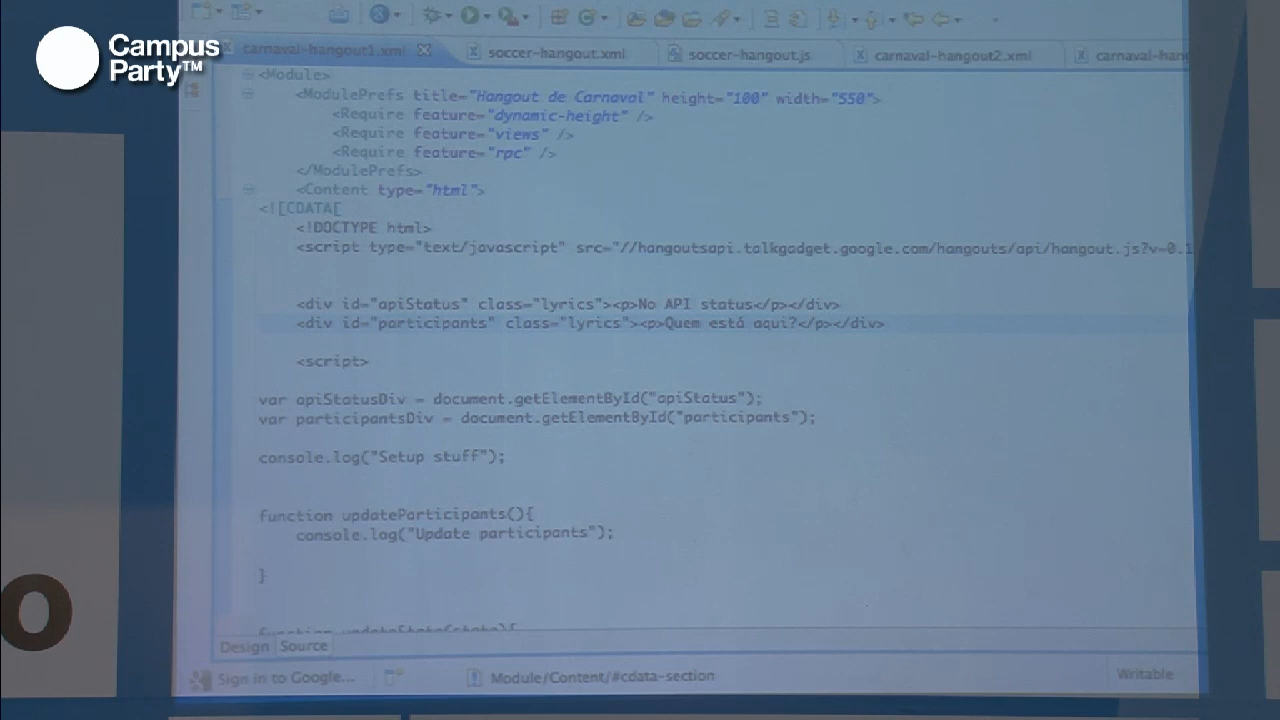 Campus
Party™
carnaval-hangout1.xml
soccer-hangout.xml
soccer-hangout.js
carnaval-hangout2.xml
carnaval-hang
<Module>
<ModulePrefs title="Hangout de Carnaval" height="100" width="550">
<Require feature="dynamic-height" />
<Require feature="views" />
<Require feature="rpc" />
</ModulePrefs>
<Content type="html">
<![CDATA[
<!DOCTYPE html>
<script type="text/javascript" src="//hangoutsapi.talkgadget.google.com/hangouts/api/hangout.js?v=0.1
<div id="apiStatus" class="lyrics"><p>No API status</p></div>
<div id="participants" class="lyrics"><p>Quem está aqui?</p></div>
<script>
var apiStatusDiv = document.getElementById("apiStatus");
var participantsDiv = document.getElementById("participants");
console.log("Setup stuff");
function updateParticipants(){
console.log("Update participants");
}
function updateState(state){
Design
Source
Sign in to Google...
Module/Content/#cdata-section
Writable
o